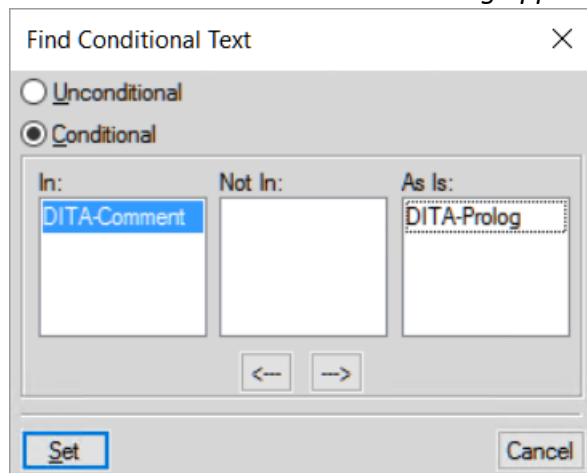 Find Conditional Text
Unconditional
Conditional
In: Not In: As Is:
DITA-Comment DITA-Prolog
<--- --->
Set Cancel